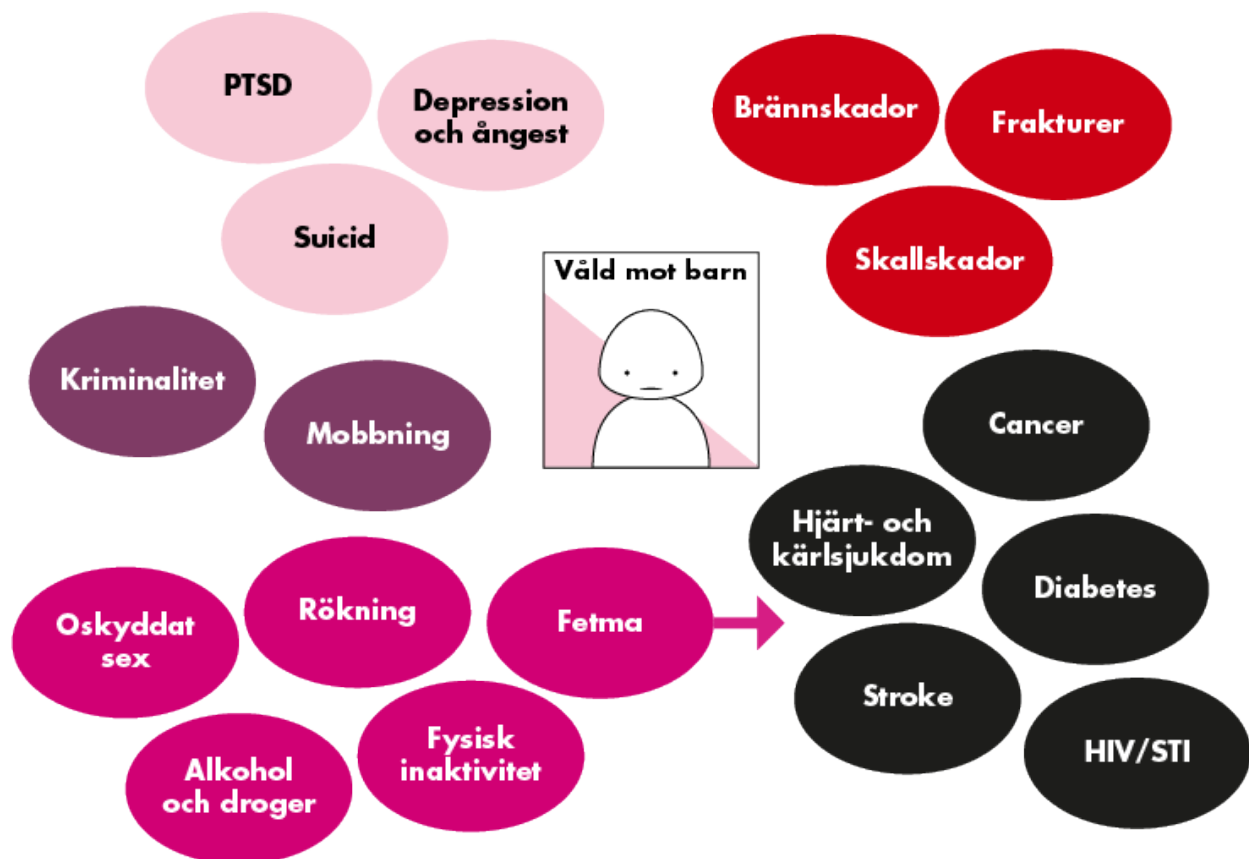 PTSD
Depression
och ångest
Suicid
Brännskador
Frakturer
Skallskador
Våld mot barn
Kriminalitet
Mobbning
Cancer
Hjärt- och
kärlsjukdom
Diabetes
Stroke
HIV/STI
Oskyddat
sex
Rökning
Fetma
Alkohol
och droger
Fysisk
inaktivitet